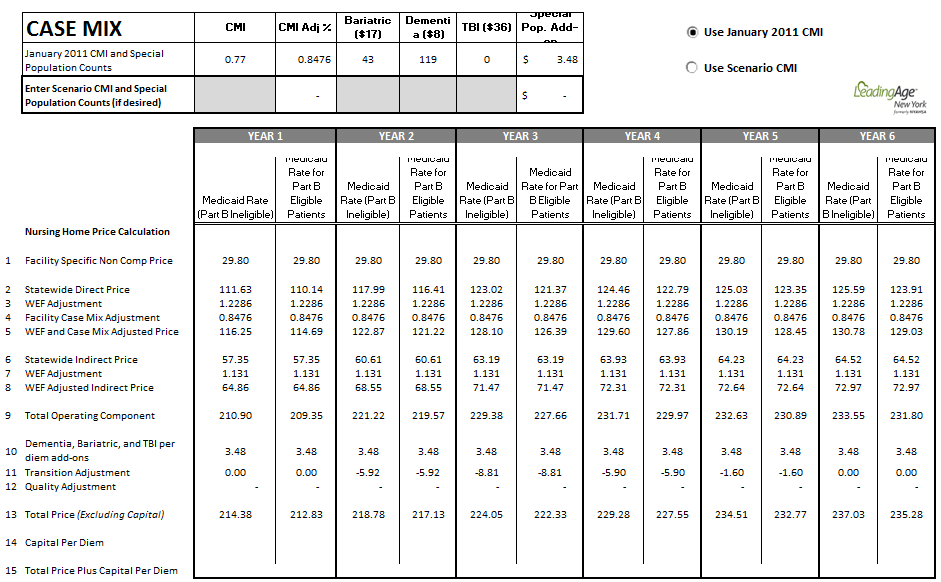 CASE MIX CMI CMI Adj % Bariatric ($17) Dementi a ($8) TBI ($36) Special Pop. Add-on
January 2011 CMI and Special Population Counts 0.77 0.8476 43 119 0 $ 3.48
Enter Scenario CMI and Special Population Counts (if desired) - $ -
Use January 2011 CMI
Use Scenario CMI
LeadingAge
New York
YEAR 1 YEAR 2 YEAR 3 YEAR 4 YEAR 5 YEAR 6
Medicaid Rate (Part B Ineligible) Medicaid Rate for Part B Eligible Patients Medicaid Rate (Part B Ineligible) Medicaid Rate for Part B Eligible Patients Medicaid Rate (Part B Ineligible) Medicaid Rate for Part B Eligible Patients Medicaid Rate (Part B Ineligible) Medicaid Rate for Part B Eligible Patients Medicaid Rate (Part B Ineligible) Medicaid Rate for Part B Eligible Patients Medicaid Rate (Part B Ineligible) Medicaid Rate for Part B Eligible Patients
Nursing Home Price Calculation
1 Facility Specific Non Comp Price 29.80 29.80 29.80 29.80 29.80 29.80 29.80 29.80 29.80 29.80 29.80 29.80
2 Statewide Direct Price 111.63 110.14 117.99 116.41 123.02 121.37 124.46 122.79 125.03 123.35 125.59 123.91
3 WEF Adjustment 1.2286 1.2286 1.2286 1.2286 1.2286 1.2286 1.2286 1.2286 1.2286 1.2286 1.2286 1.2286
4 Facility Case Mix Adjustment 0.8476 0.8476 0.8476 0.8476 0.8476 0.8476 0.8476 0.8476 0.8476 0.8476 0.8476 0.8476
5 WEF and Case Mix Adjusted Price 116.25 114.69 122.87 121.22 128.10 126.39 129.60 127.86 130.19 128.45 130.78 129.03
6 Statewide Indirect Price 57.35 57.35 60.61 60.61 63.19 63.19 63.93 63.93 64.23 64.23 64.52 64.52
7 WEF Adjustment 1.131 1.131 1.131 1.131 1.131 1.131 1.131 1.131 1.131 1.131 1.131 1.131
8 WEF Adjusted Indirect Price 64.86 64.86 68.55 68.55 71.47 71.47 72.31 72.31 72.64 72.64 72.97 72.97
9 Total Operating Component 210.90 209.35 221.22 219.57 229.38 227.66 231.71 229.97 232.63 230.89 233.55 231.80
10 Dementia, Bariatric, and TBI per diem add-ons 3.48 3.48 3.48 3.48 3.48 3.48 3.48 3.48 3.48 3.48 3.48 3.48
11 Transition Adjustment 0.00 0.00 -5.92 -5.92 -8.81 -8.81 -5.90 -5.90 -1.60 -1.60 0.00 0.00
12 Quality Adjustment - - - - - - - - - - - -
13 Total Price (Excluding Capital) 214.38 212.83 218.78 217.13 224.05 222.33 229.28 227.55 234.51 232.77 237.03 235.28
14 Capital Per Diem
15 Total Price Plus Capital Per Diem